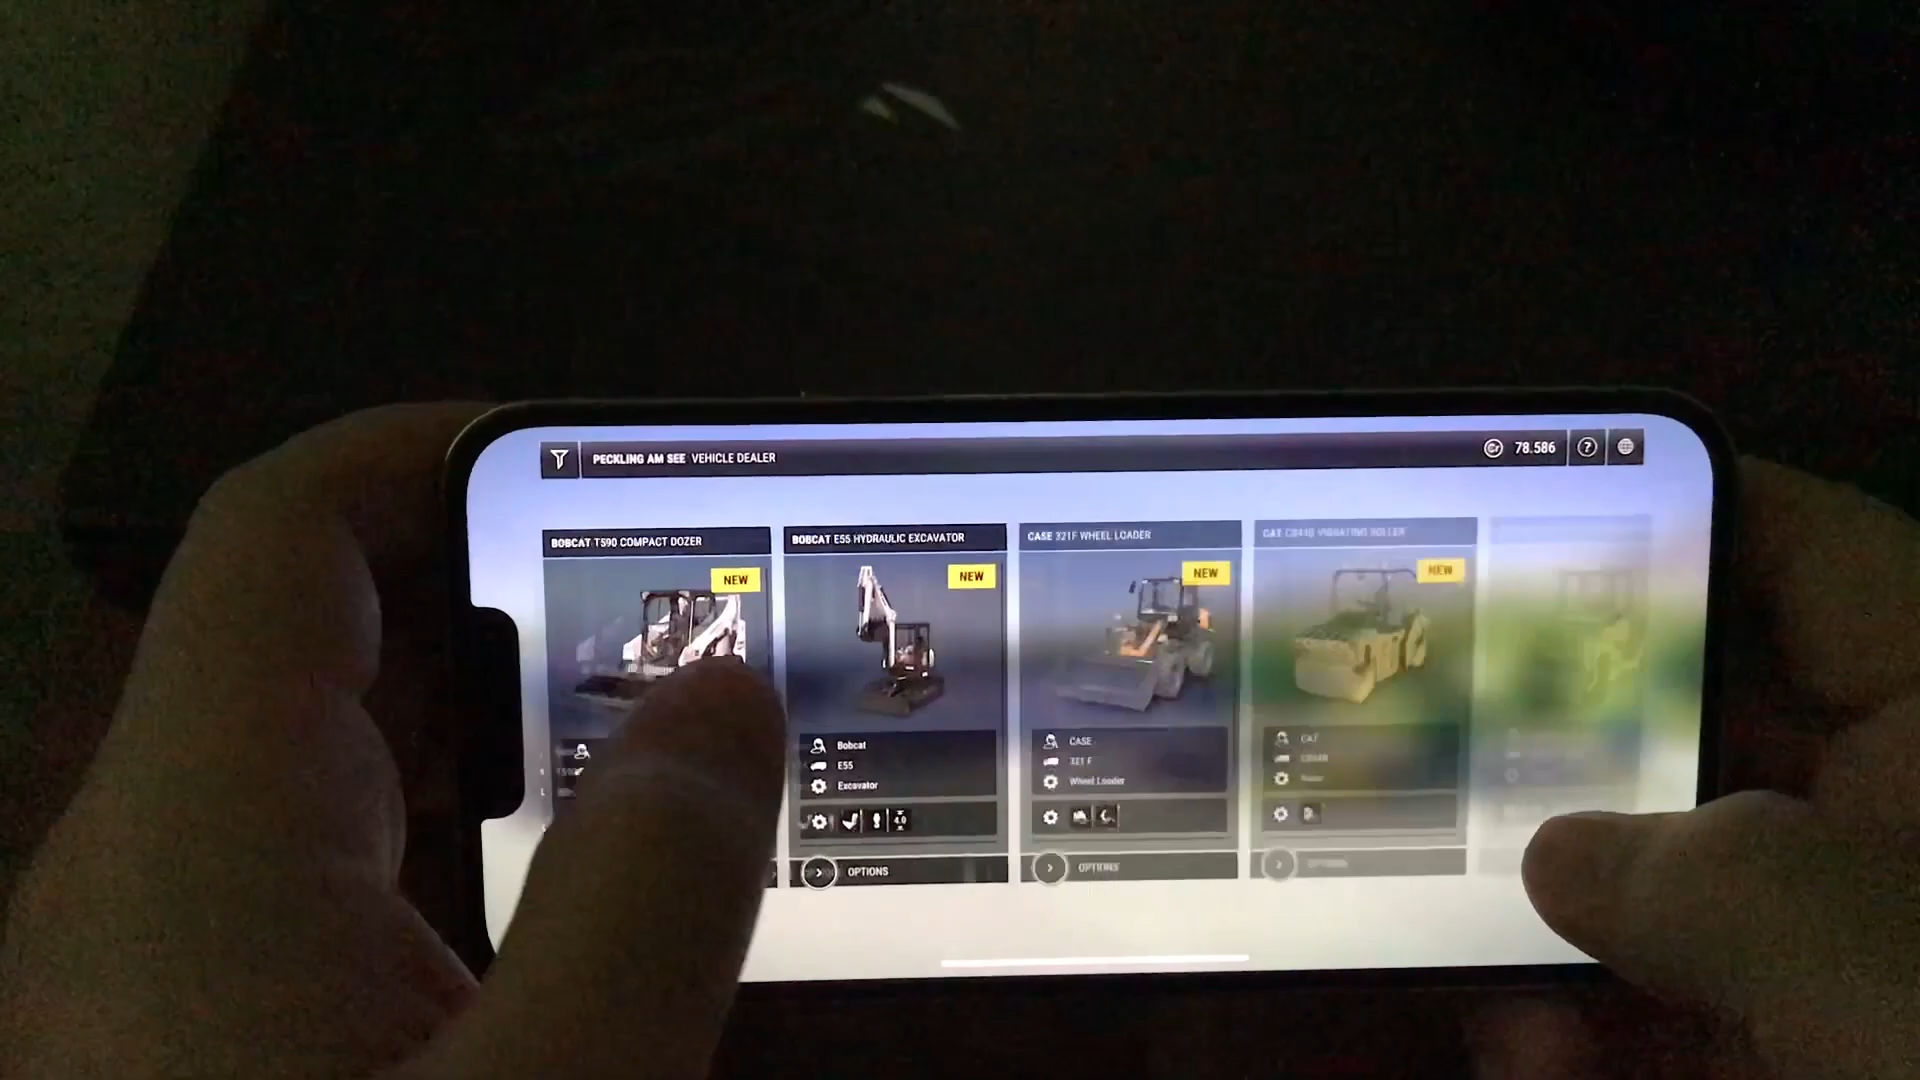 PECKLING AM SEE VEHICLE DEALER
78.586
?
BOBCAT T590 COMPACT DOZER
NEW
BOBCAT E55 HYDRAULIC EXCAVATOR
NEW
Bobcat
E55
Excavator
4.0
OPTIONS
CASE 321F WHEEL LOADER
NEW
CASE
321 F
Wheel Loader
OPTIONS
CAT CB44B VIBRATING ROLLER
NEW
CAT
OPTIONS